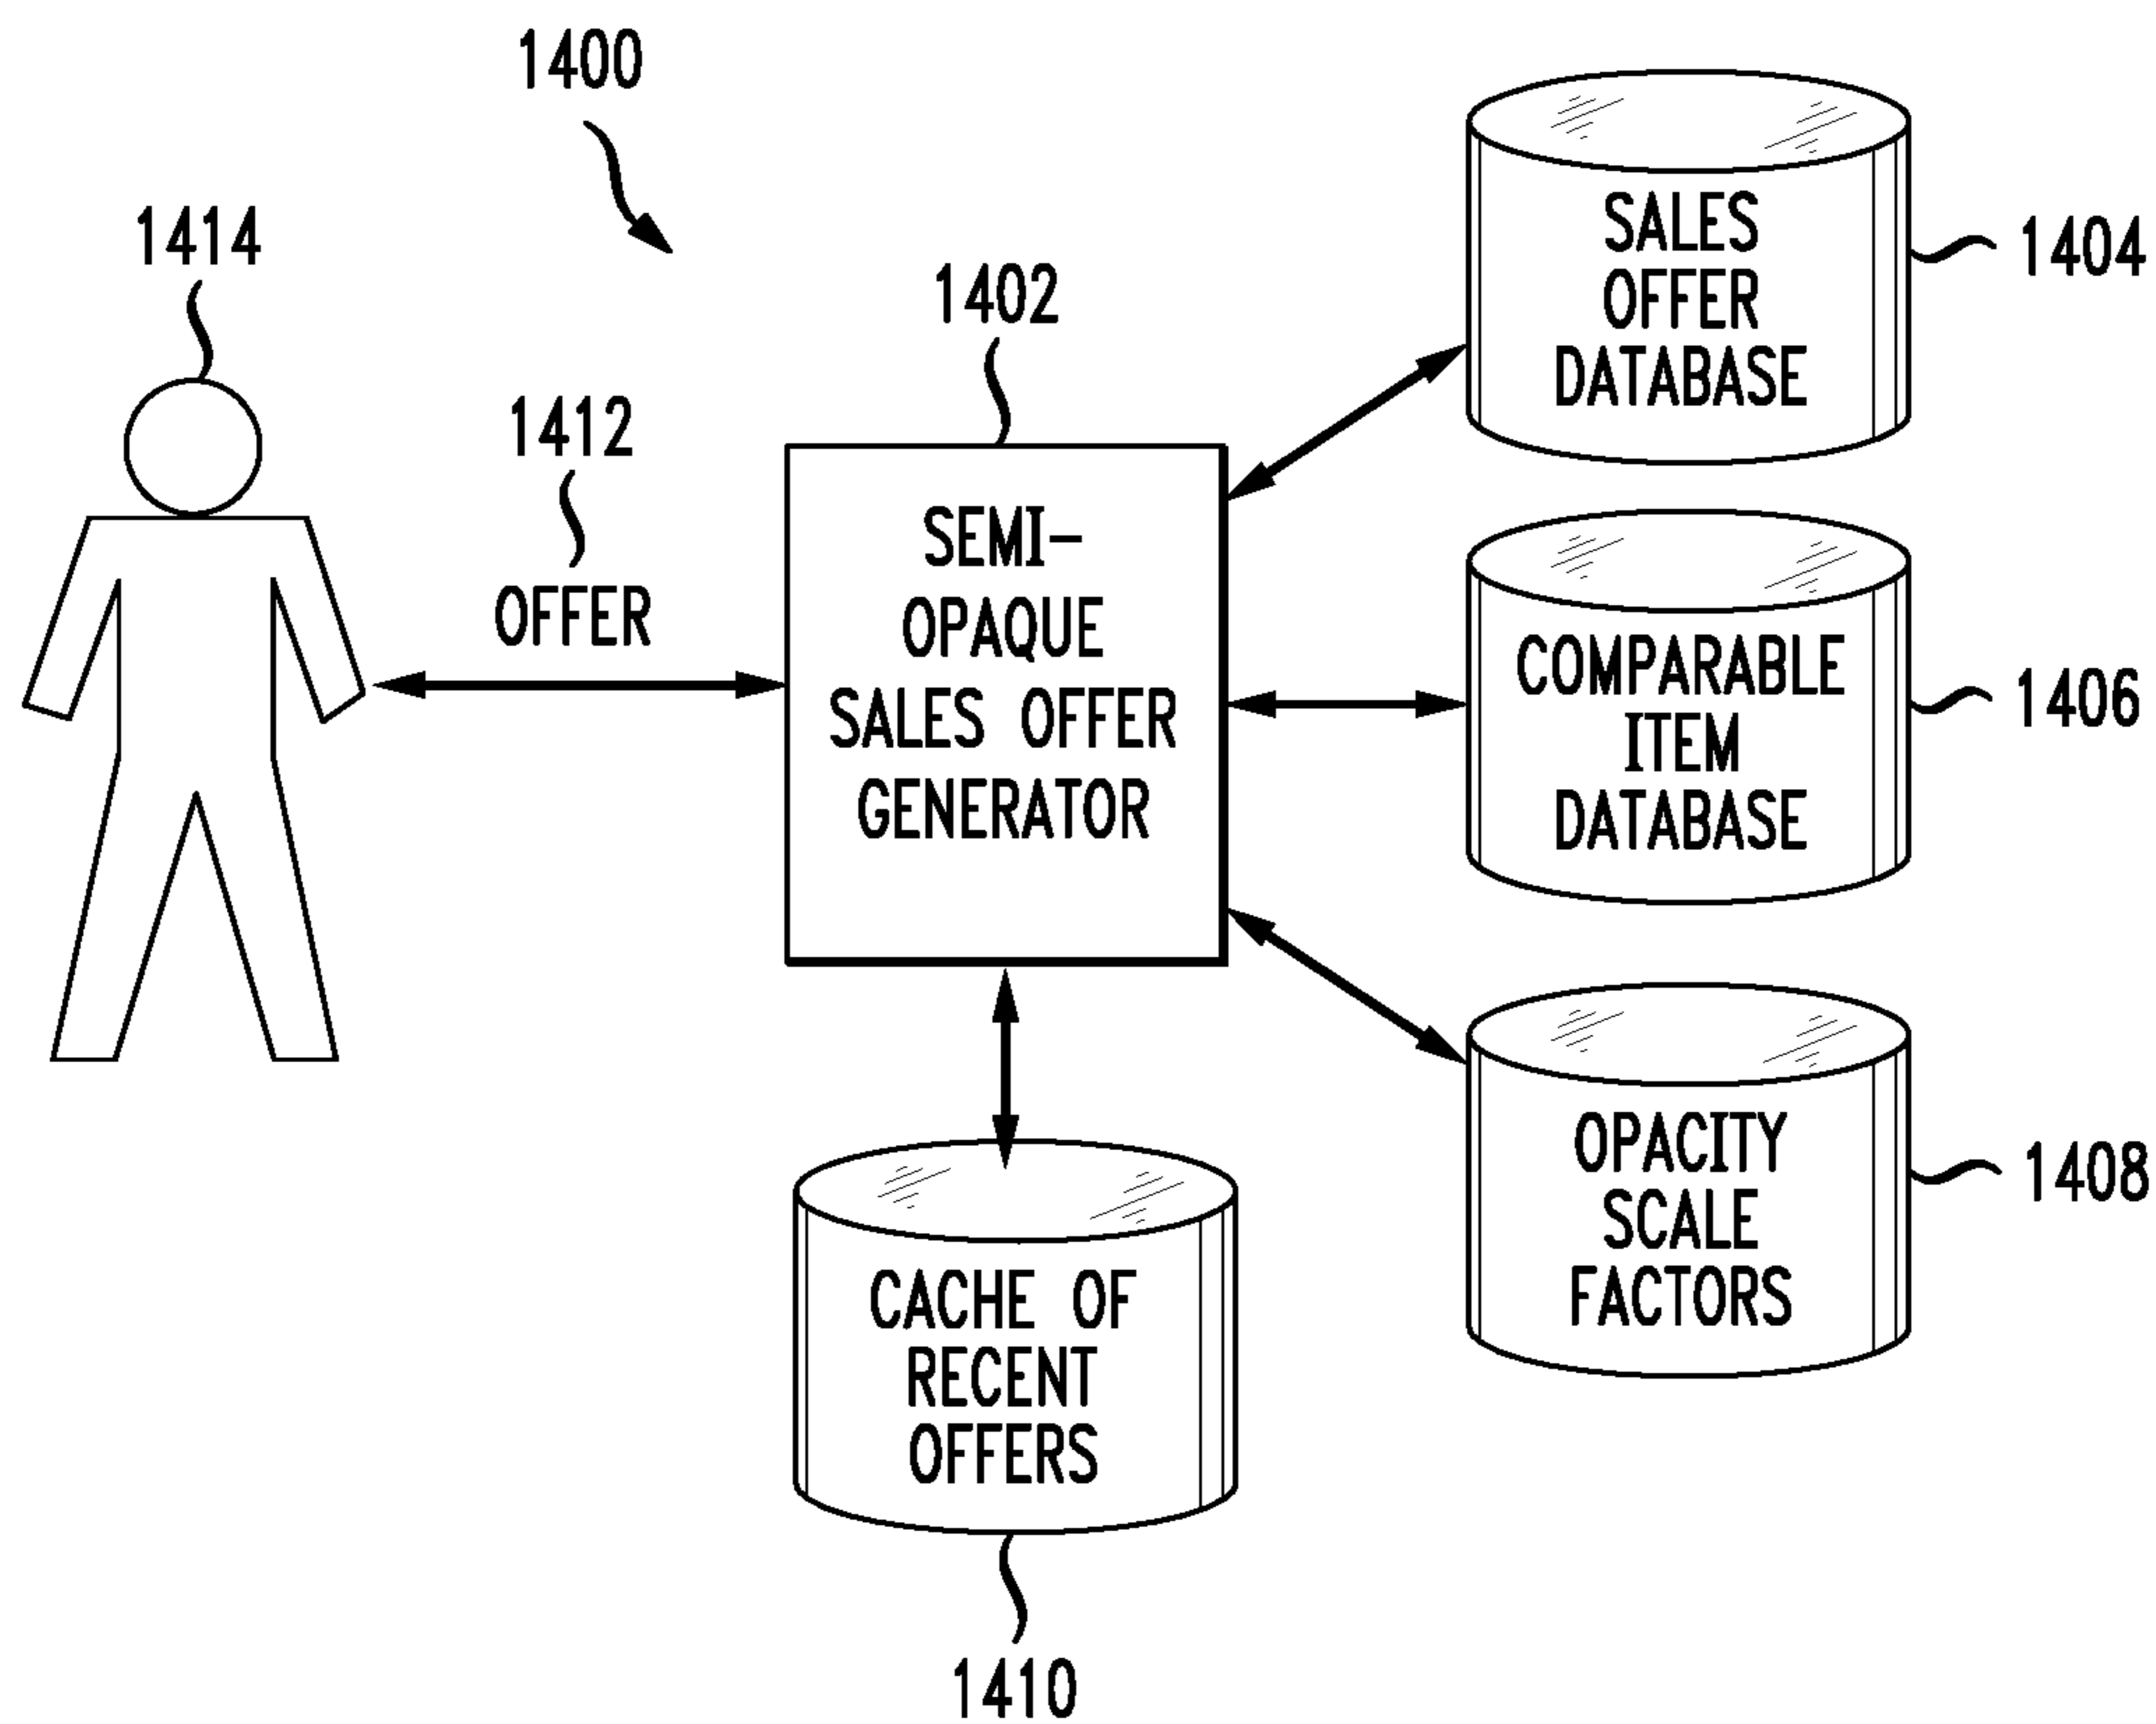 1400
1414
1412
OFFER
1402
SEMI-
OPAQUE
SALES OFFER
GENERATOR
SALES
OFFER
DATABASE
1404
COMPARABLE
ITEM
DATABASE
1406
OPACITY
SCALE
FACTORS
1408
CACHE OF
RECENT
OFFERS
1410